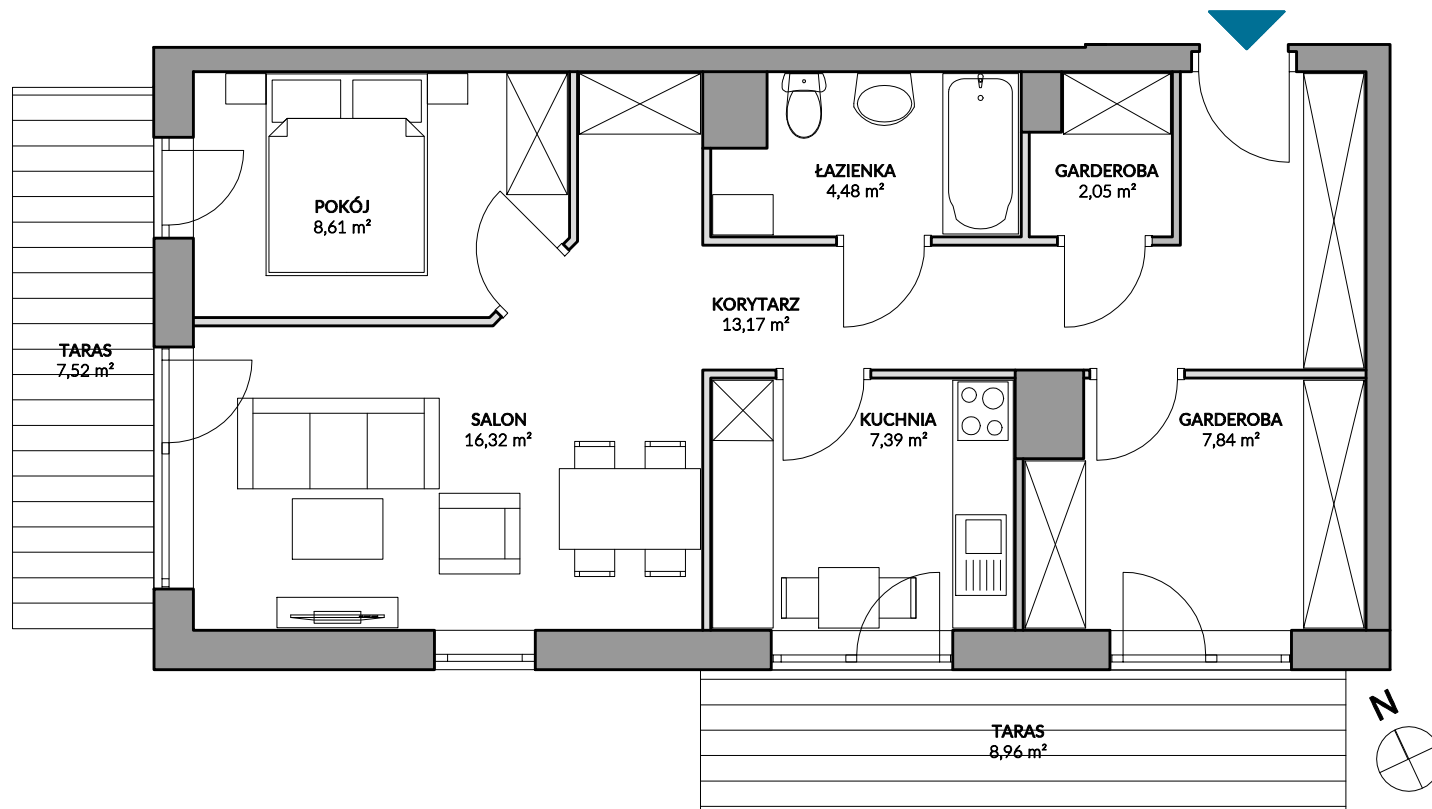 POKÓJ
8,61 m²
ŁAZIENKA
4,48 m²
GARDEROBA
2,05 m²
KORYTARZ
13,17 m²
TARAS
7,52 m²
SALON
16,32 m²
KUCHNIA
7,39 m²
GARDEROBA
7,84 m²
TARAS
8,96 m²
N